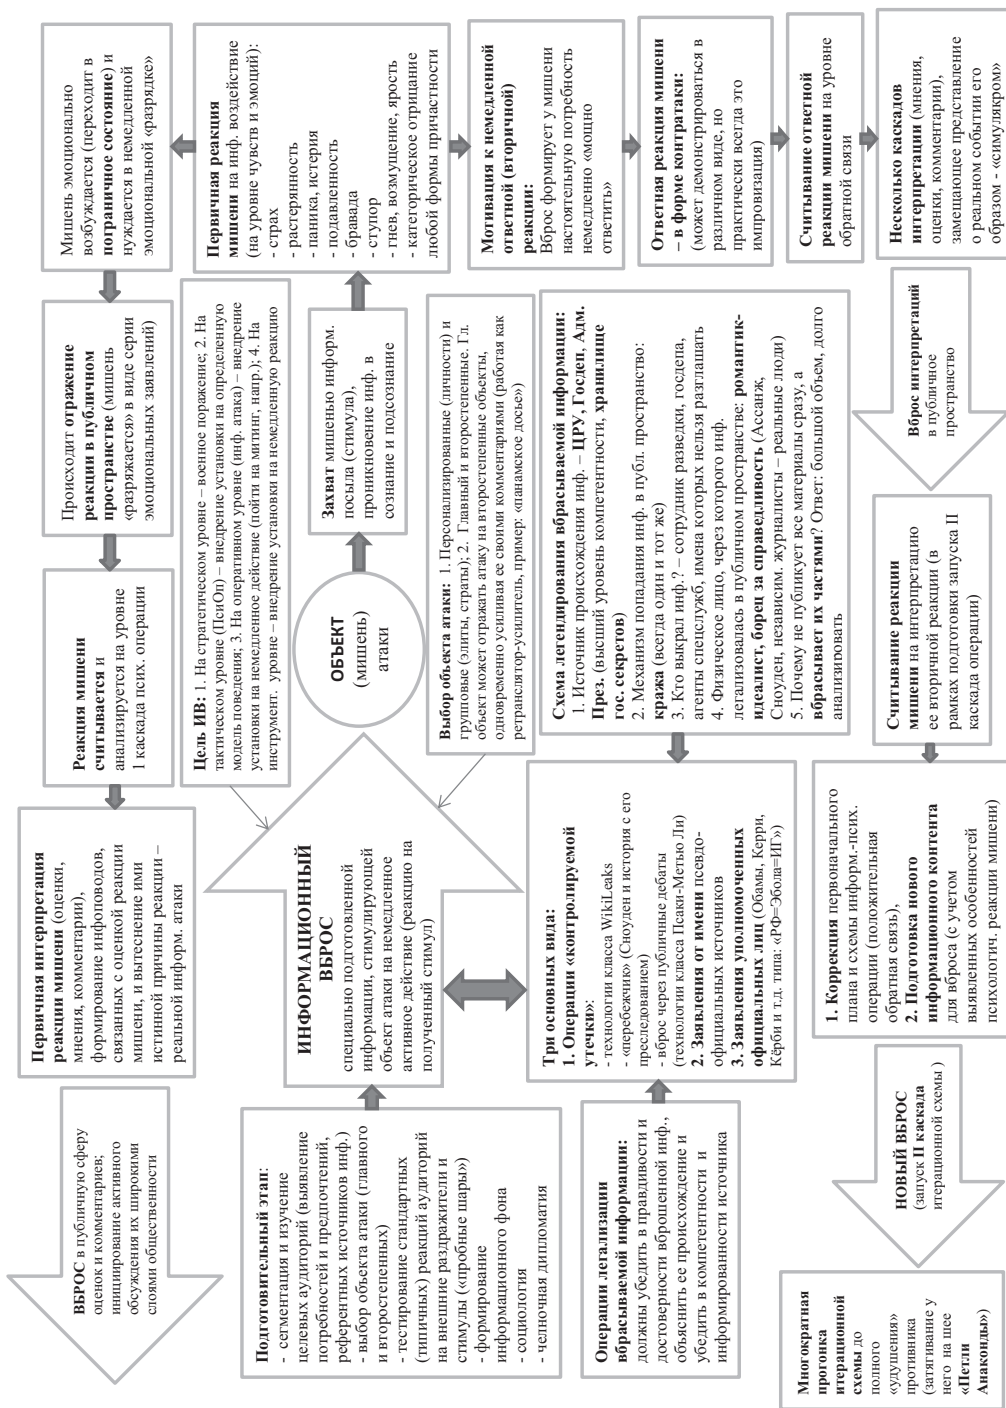 ВБРОС в публичную сферу
оценок и комментариев;
инициирование активного
обсуждения их широкими
слоями общественности
Первичная интерпретация
реакции мишени (оценки,
мнения, комментарии),
формирование инфоповодов,
связанных с оценкой реакции
мишени, и вытеснение ими
истинной причины реакции –
реальной информ. атаки
Реакция мишени
считывается и
анализируется на уровне
1 каскада псих. операции
Происходит отражение
реакции в публичном
пространстве (мишень
«разряжается» в виде серии
эмоциональных заявлений)
Мишень эмоционально
возбуждается (переходит в
пограничное состояние) и
нуждается в немедленной
эмоциональной «разрядке»
Подготовительный этап:
- сегментация и изучение
целевых аудиторий (выявление
потребностей и предпочтений,
референтных источников инф.)
- выбор объекта атаки (главного
и второстепенных)
- тестирование стандартных
(типичных) реакций аудиторий
на внешние раздражители и
стимулы («пробные шары»)
- формирование
информационного фона
- социология
- челночная дипломатия
ИНФОРМАЦИОННЫЙ
ВБРОС
специально подготовленной
информации, стимулирующей
объект атаки на немедленное
активное действие (реакцию на
полученный стимул)
Цель ИВ: 1. На стратегическом уровне – военное поражение; 2. На
тактическом уровне (ПсиОп) – внедрение установки на определенную
модель поведения; 3. На оперативном уровне (инф. атака) – внедрение
установки на немедленное действие (пойти на митинг, напр.); 4. На
инструмент. уровне – внедрение установки на немедленную реакцию
ОБЪЕКТ
(мишень)
атаки
Захват мишенью информ.
посыла (стимула),
проникновение инф. в
сознание и подсознание
Выбор объекта атаки: 1. Персонализированные (личности) и
групповые (элиты, страты); 2. Главный и второстепенные. Гл.
объект может отражать атаку на второстепенные объекты,
одновременно усиливая ее своими комментариями (работая как
ретранслятор-усилитель, пример: «панамское досье»
Первичная реакция
мишени на инф. воздействие
(на уровне чувств и эмоций):
- страх
- растерянность
- паника, истерия
- подавленность
- бравада
- ступор
- гнев, возмущение, ярость
- категорическое отрицание
любой формы причастности
Мотивация к немедленной
ответной (вторичной)
реакции:
Вброс формирует у мишени
настоятельную потребность
немедленно «мощно
ответить»
Операции легализации
вбрасываемой информации:
должны убедить в правдивости и
достоверности вброшенной инф.,
объяснить ее происхождение и
убедить в компетентности и
информированности источника
Три основных вида:
1. Операции «контролируемой
утечки»:
- технологии класса WikiLeaks
- «перебежчик» (Сноуден и история с его
преследованием)
- вброс через публичные дебаты
(технологии класса Псаки-Метью Ли)
2. Заявления от имени псевдо-
официальных источников
3. Заявления уполномоченных
официальных лиц (Обамы, Керри,
Кёрби и т.д. типа: «РФ=Эбола=ИГ»)
Схема легендирования вбрасываемой информации:
1. Источник происхождения инф. – ЦРУ, Госдеп, Адм.
През. (высший уровень компетентности, хранилище
гос. секретов)
2. Механизм попадания инф. в публ. пространство:
кража (всегда один и тот же)
3. Кто выкрал инф.? – сотрудник разведки, госдепа,
агенты спецслужб, имена которых нельзя разглашать
4. Физическое лицо, через которого инф.
легализовалась в публичном пространстве: романтик-
идеалист, борец за справедливость (Ассанж,
Сноуден, независим. журналисты – реальные люди)
5. Почему не публикует все материалы сразу, а
вбрасывает их частями? Ответ: большой объем, долго
анализировать
Ответная реакция мишени
– в форме контратаки:
(может демонстрироваться в
различном виде, но
практически всегда это
импровизация)
Считывание ответной
реакции мишени на уровне
обратной связи
Многократная
прогонка
итерационной
схемы до
полного
«удушения»
противника
(затягивание у
него на шее
«Петли
Анаконды»)
НОВЫЙ ВБРОС
(запуск II каскада
итерационной схемы )
1. Коррекция первоначального
плана и схемы информ.-псих.
операции (положительная
обратная связь),
2. Подготовка нового
информационного контента
для вброса (с учетом
выявленных особенностей
психологич. реакции мишени)
Считывание реакции
мишени на интерпретацию
ее вторичной реакции (в
рамках подготовки запуска II
каскада операции)
Вброс интерпретаций
в публичное
пространство
Несколько каскадов
интерпретации (мнения,
оценки, комментарии),
замещающее представление
о реальном событии его
образом - «симулякром»